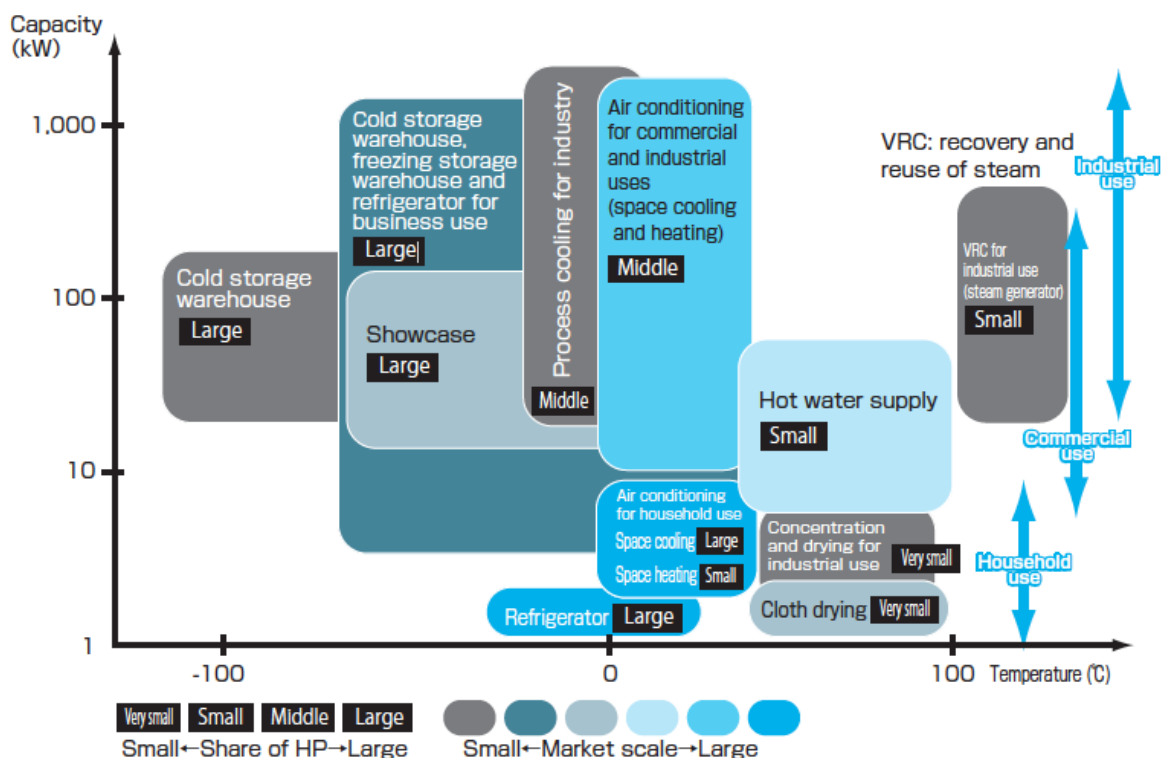 Capacity
(kW)
1,000
100
10
1
Cold storage
warehouse
Large
Cold storage
warehouse,
freezing storage
warehouse and
refrigerator for
business use
Large
Showcase
Large
Process cooling for industry
Middle
Air conditioning
for commercial
and industrial
uses
(space cooling
and heating)
Middle
VRC: recovery and
reuse of steam
VRC for
industrial use
(steam generator)
Small
Hot water supply
Small
Air conditioning
for household use
Space cooling Large
Space heating Small
Concentration
and drying for
industrial use Very small
Refrigerator Large
Cloth drying Very small
Industrial
use
Commercial
use
Household
use
-100
0
100
Temperature (℃)
Very small Small Middle Large
Small←Share of HP→Large
Small←Market scale→Large